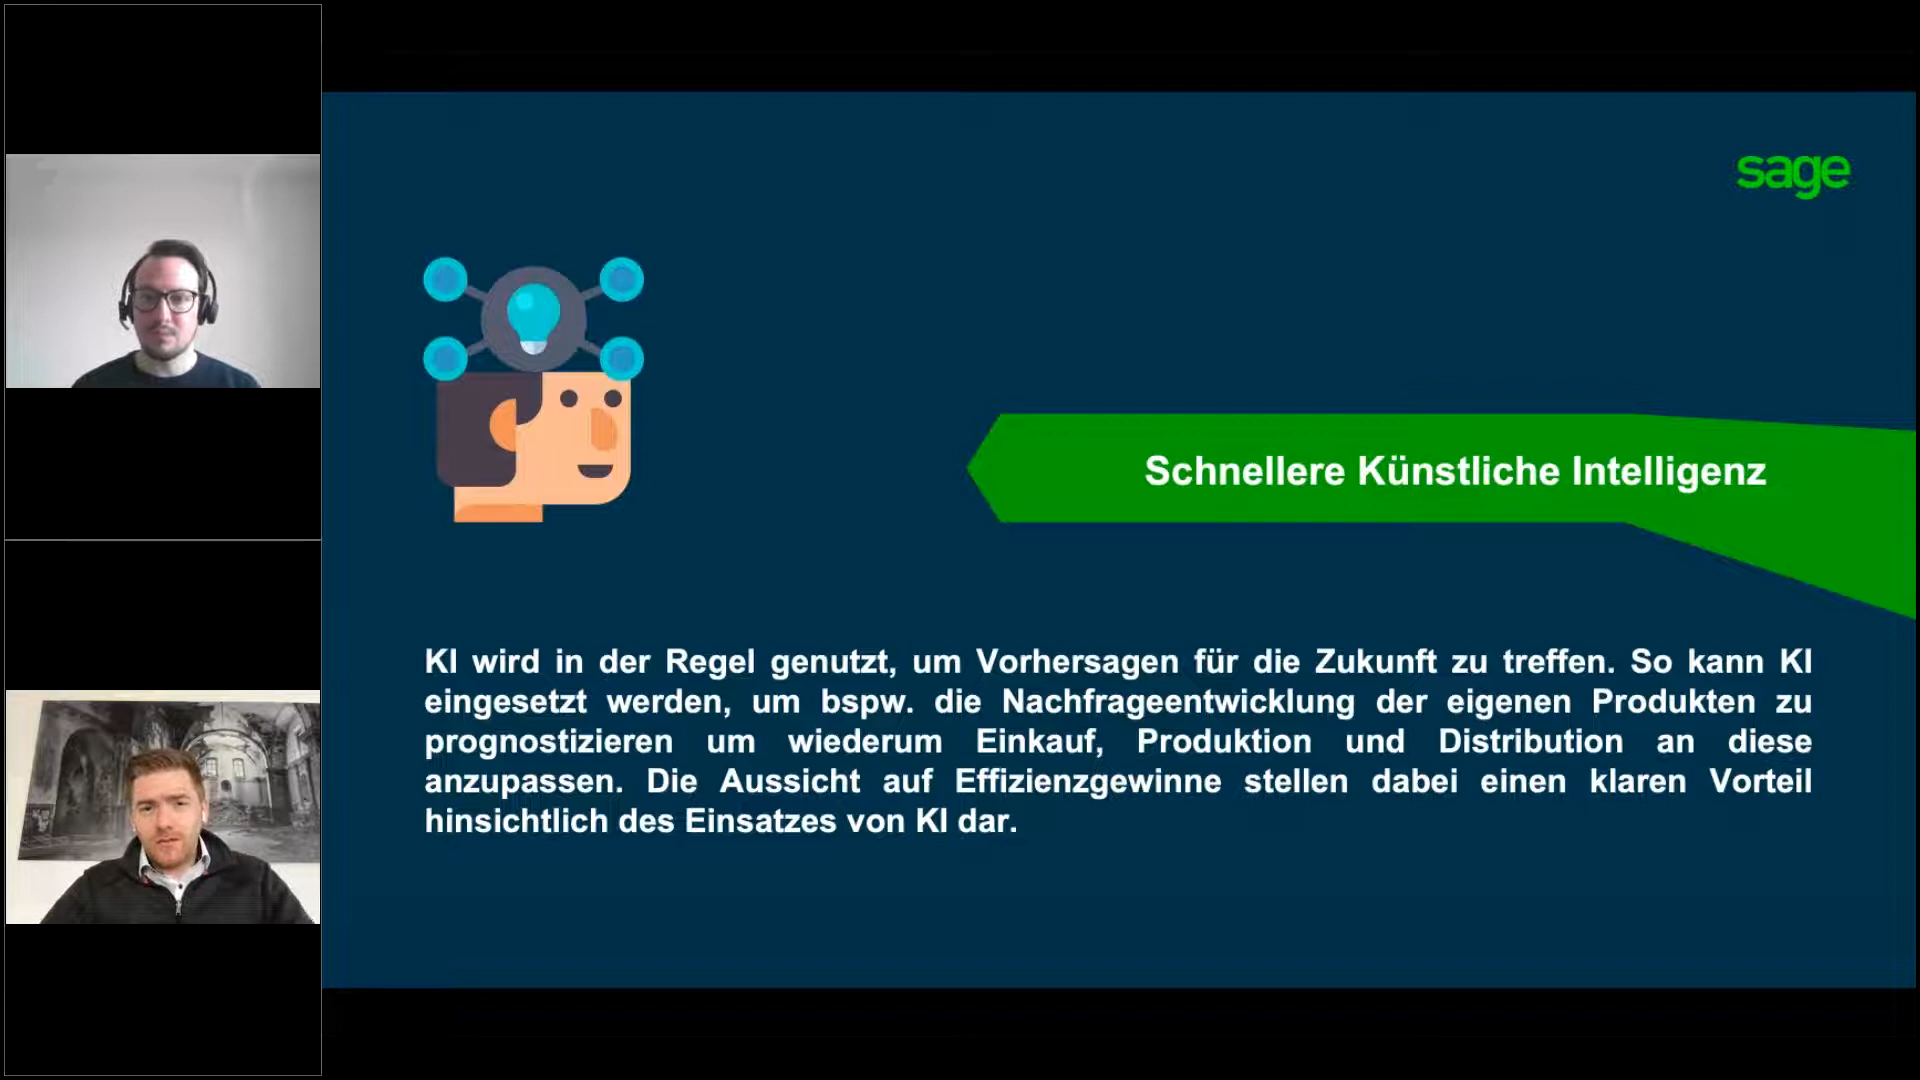 sage
Schnellere Künstliche Intelligenz
KI wird in der Regel genutzt, um Vorhersagen für die Zukunft zu treffen. So kann KI
eingesetzt werden, um bspw. die Nachfrageentwicklung der eigenen Produkten zu
prognostizieren um wiederum Einkauf, Produktion und Distribution an diese
anzupassen. Die Aussicht auf Effizienzgewinne stellen dabei einen klaren Vorteil
hinsichtlich des Einsatzes von KI dar.